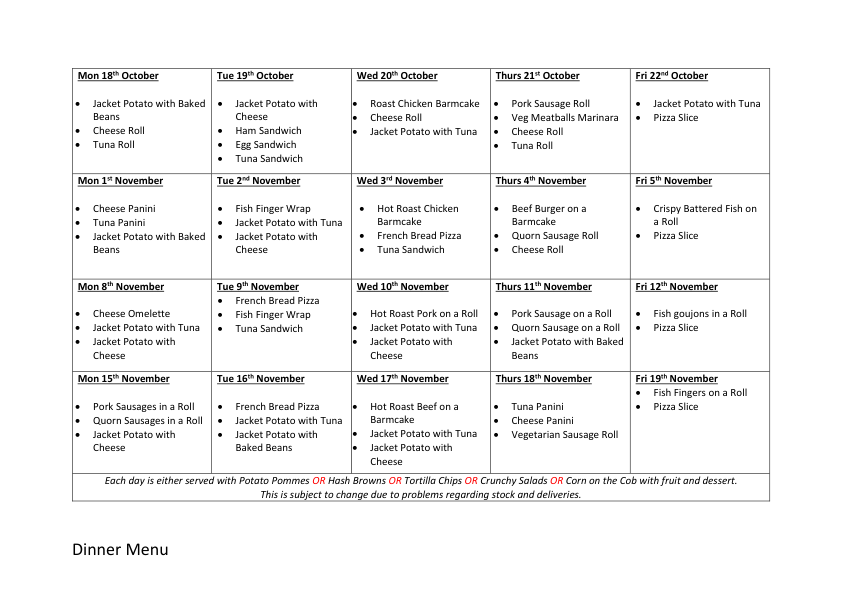 Mon 18th October
Jacket Potato with Baked
Beans
Cheese Roll
Tuna Roll
Tue 19th October
Jacket Potato with
Cheese
Ham Sandwich
Egg Sandwich
Tuna Sandwich
Wed 20th October
Roast Chicken Barmcake
Cheese Roll
Jacket Potato with Tuna
Thurs 21st October
Pork Sausage Roll
Veg Meatballs Marinara
Cheese Roll
Tuna Roll
Fri 22nd October
Jacket Potato with Tuna
Pizza Slice
Mon 1st November
Cheese Panini
Tuna Panini
Jacket Potato with Baked
Beans
Tue 2nd November
Fish Finger Wrap
Jacket Potato with Tuna
Jacket Potato with
Cheese
Wed 3rd November
Hot Roast Chicken
Barmcake
French Bread Pizza
Tuna Sandwich
Thurs 4th November
Beef Burger on a
Barmcake
Quorn Sausage Roll
Cheese Roll
Fri 5th November
Crispy Battered Fish on
a Roll
Pizza Slice
Mon 8th November
Cheese Omelette
Jacket Potato with Tuna
Jacket Potato with
Cheese
Tue 9th November
French Bread Pizza
Fish Finger Wrap
Tuna Sandwich
Wed 10th November
Hot Roast Pork on a Roll
Jacket Potato with Tuna
Jacket Potato with
Cheese
Thurs 11th November
Pork Sausage on a Roll
Quorn Sausage on a Roll
Jacket Potato with Baked
Beans
Fri 12th November
Fish goujons in a Roll
Pizza Slice
Mon 15th November
Pork Sausages in a Roll
Quorn Sausages in a Roll
Jacket Potato with
Cheese
Tue 16th November
French Bread Pizza
Jacket Potato with Tuna
Jacket Potato with
Baked Beans
Wed 17th November
Hot Roast Beef on a
Barmcake
Jacket Potato with Tuna
Jacket Potato with
Cheese
Thurs 18th November
Tuna Panini
Cheese Panini
Vegetarian Sausage Roll
Fri 19th November
Fish Fingers on a Roll
Pizza Slice
Each day is either served with Potato Pommes OR Hash Browns OR Tortilla Chips OR Crunchy Salads OR Corn on the Cob with fruit and dessert.
This is subject to change due to problems regarding stock and deliveries.
Dinner Menu